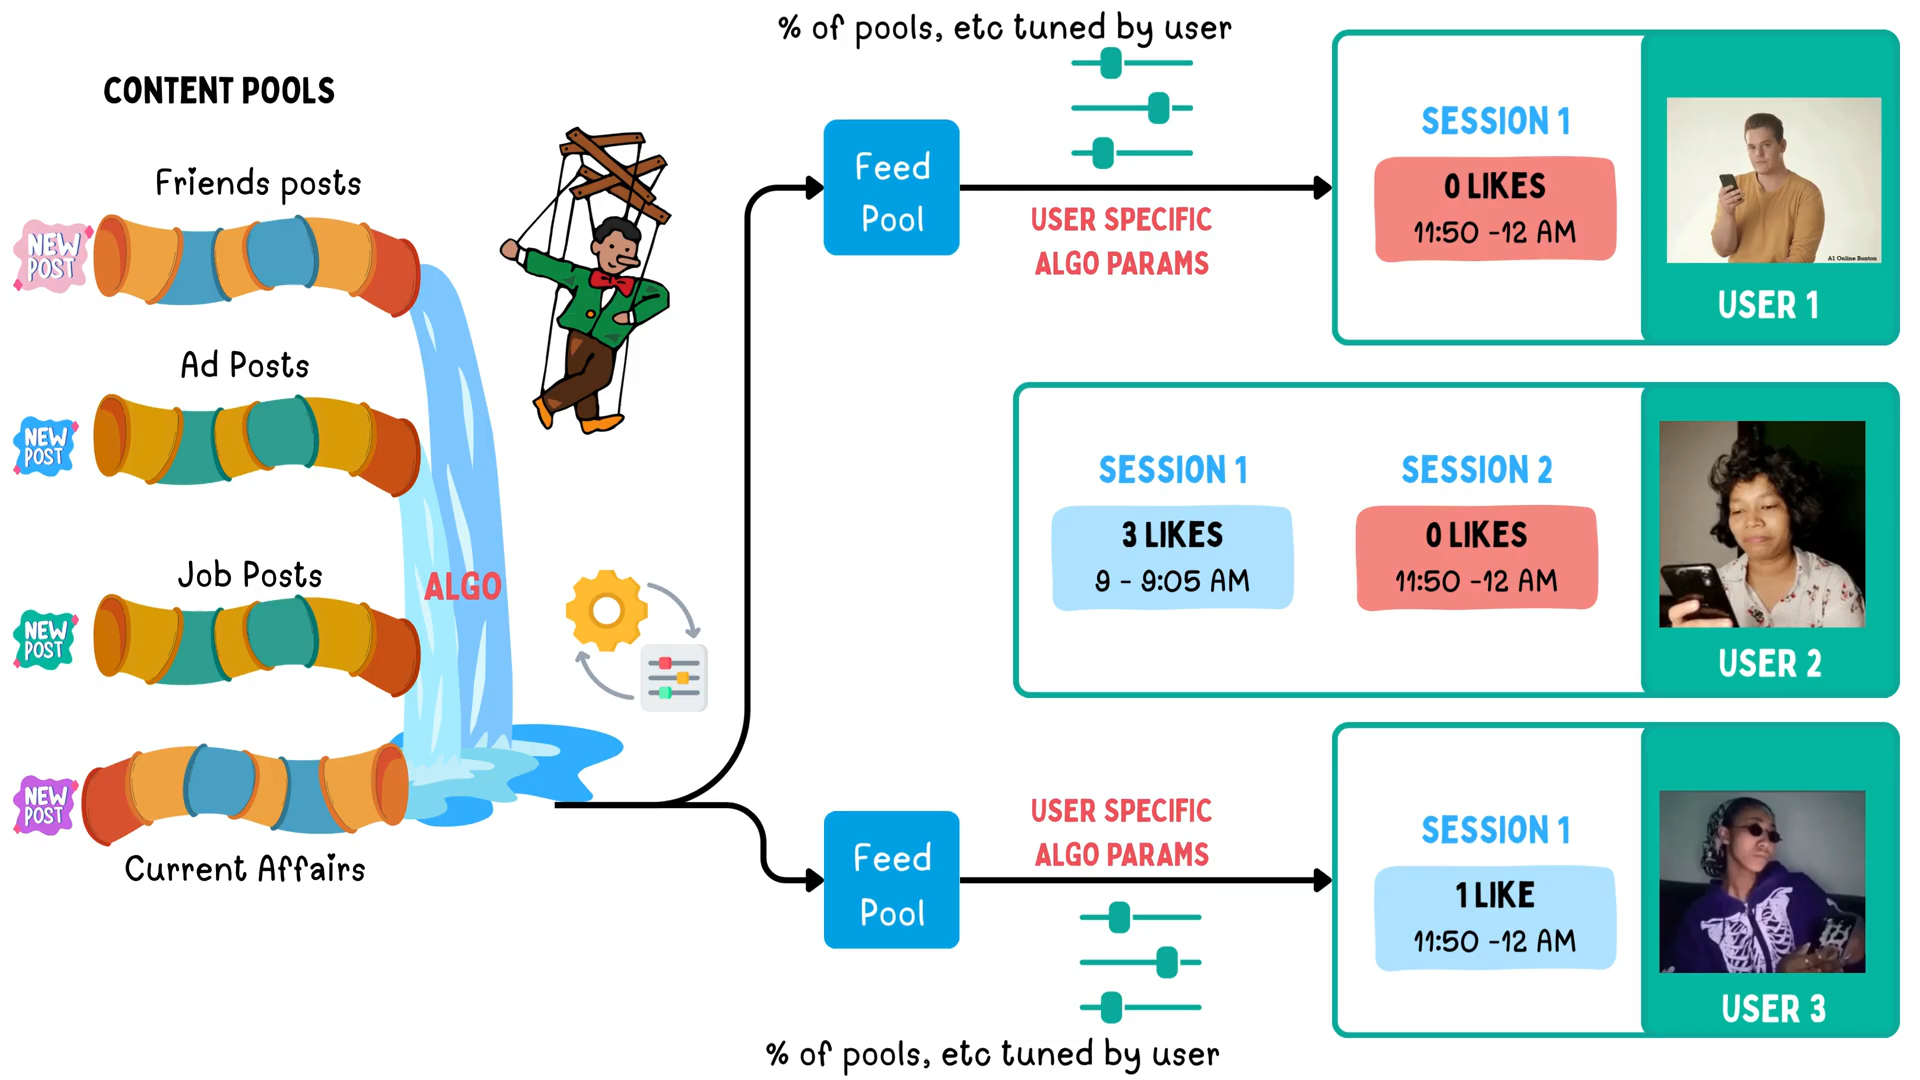 % of pools, etc tuned by user
CONTENT POOLS
Friends posts
NEW
POST
Ad Posts
NEW
POST
Job Posts
NEW
POST
NEW
POST
Current Affairs
ALGO
Feed
Pool
USER SPECIFIC
ALGO PARAMS
SESSION 1
0 LIKES
11:50 -12 AM
A1 Online Bonton
USER 1
SESSION 1
3 LIKES
9 - 9:05 AM
SESSION 2
0 LIKES
11:50 -12 AM
USER 2
Feed
Pool
USER SPECIFIC
ALGO PARAMS
% of pools, etc tuned by user
SESSION 1
1 LIKE
11:50 -12 AM
USER 3